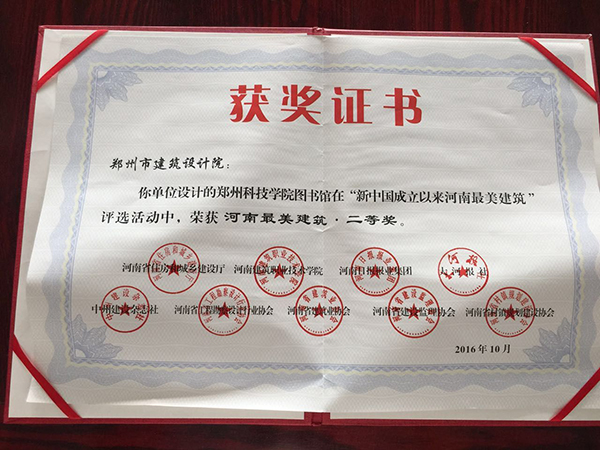 获奖证书
郑州市建筑设计院：
你单位设计的郑州科技学院图书馆在“新中国成立以来河南最美建筑”
评选活动中，荣获 河南最美建筑·二等奖。
河南省住房和城乡建设厅 河南建筑职业技术学院 河南日报报业集团 大河报社
中州建设杂志社 河南省工程勘察设计行业协会 河南省建筑业协会 河南省建设监理协会 河南省村镇规划建设协会
2016年10月